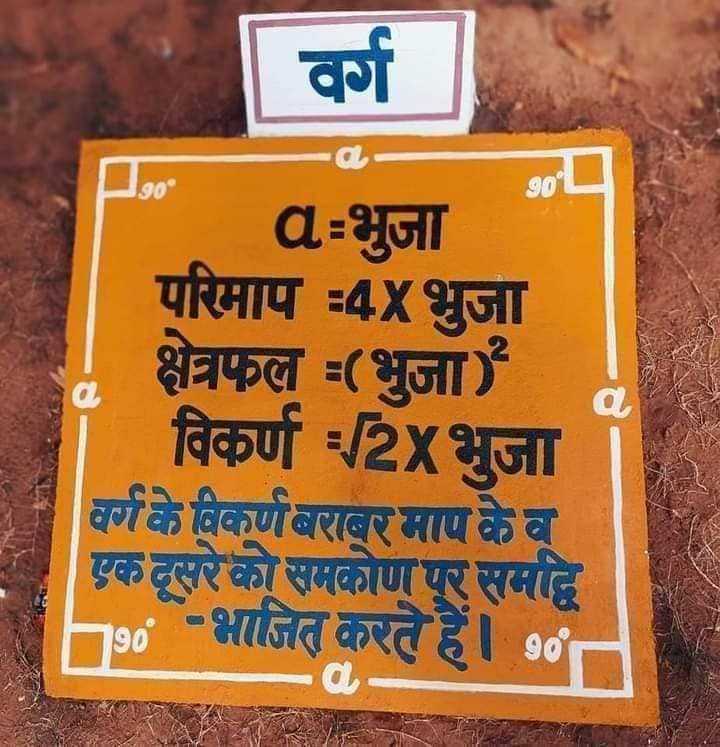 वर्ग
a
90° 90°
a=भुजा
परिमाप =4X भुजा
क्षेत्रफल =(भुजा)²
a a
विकर्ण =√2X भुजा
वर्ग के विकर्ण बराबर माप के व
एक दूसरे को समकोण पर समद्वि
-भाजित करते हैं।
90° 90°
a